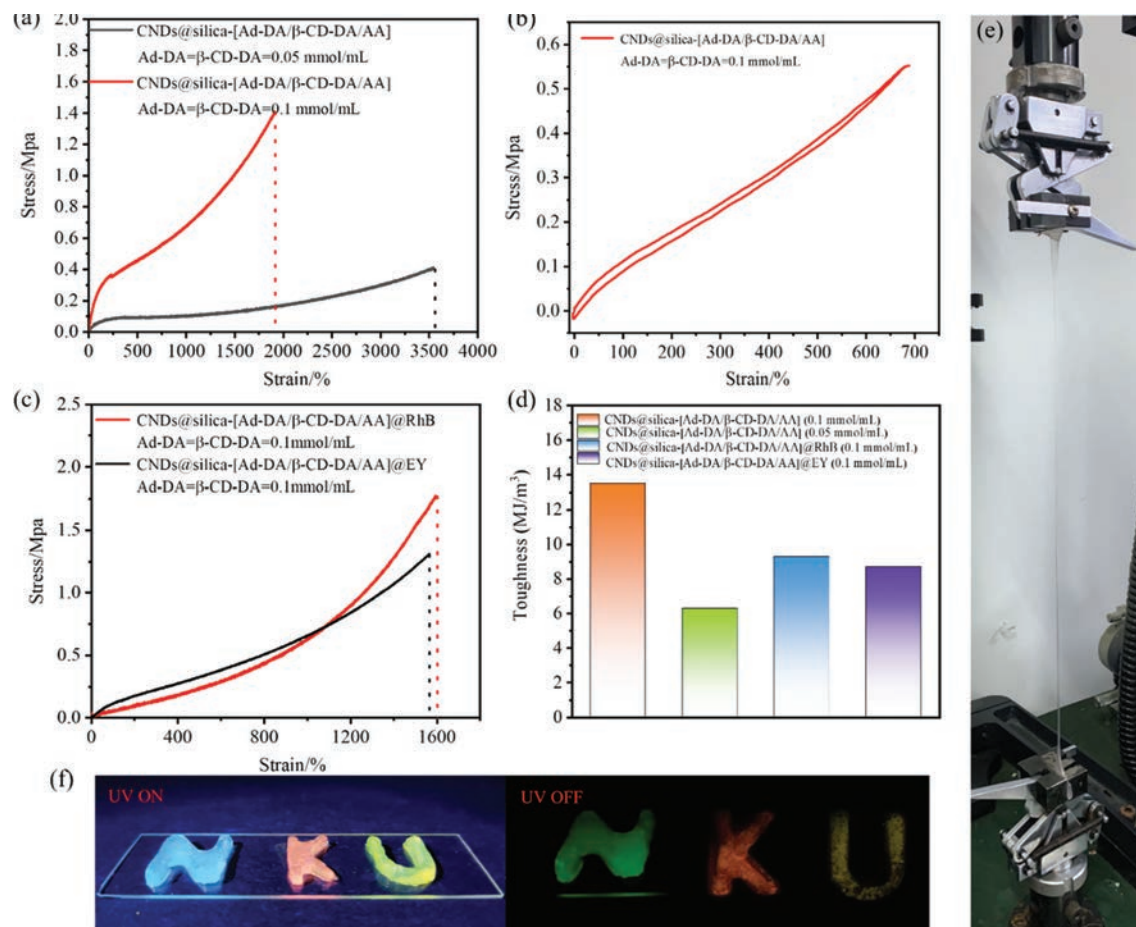 (a)
2.0
1.8
1.6
1.4
1.2
1.0
0.8
0.6
0.4
0.2
0.0
Stress/Mpa
CNDs@silica-[Ad-DA/β-CD-DA/AA]
Ad-DA=β-CD-DA=0.05 mmol/mL
CNDs@silica-[Ad-DA/β-CD-DA/AA]
Ad-DA=β-CD-DA=0.1 mmol/mL
0 500 1000 1500 2000 2500 3000 3500 4000
Strain/%
(b)
0.6
0.5
0.4
0.3
0.2
0.1
0.0
Stress/Mpa
CNDs@silica-[Ad-DA/β-CD-DA/AA]
Ad-DA=β-CD-DA=0.1 mmol/mL
0 100 200 300 400 500 600 700
Strain/%
(c)
2.5
2.0
1.5
1.0
0.5
0.0
Stress/Mpa
CNDs@silica-[Ad-DA/β-CD-DA/AA]@RhB
Ad-DA=β-CD-DA=0.1mmol/mL
CNDs@silica-[Ad-DA/β-CD-DA/AA]@EY
Ad-DA=β-CD-DA=0.1mmol/mL
0 400 800 1200 1600
Strain/%
(d)
18
16
14
12
10
8
6
4
2
0
Toughness (MJ/m³)
CNDs@silica-[Ad-DA/β-CD-DA/AA] (0.1 mmol/mL)
CNDs@silica-[Ad-DA/β-CD-DA/AA] (0.05 mmol/mL)
CNDs@silica-[Ad-DA/β-CD-DA/AA]@RhB (0.1 mmol/mL)
CNDs@silica-[Ad-DA/β-CD-DA/AA]@EY (0.1 mmol/mL)
(e)
(f)
UV ON
N K U
UV OFF
N K U